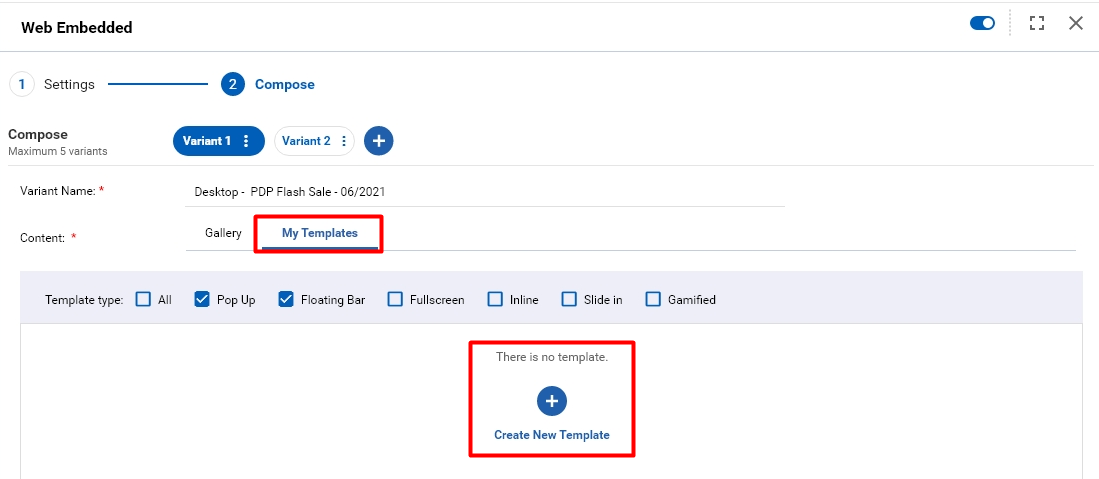 Web Embedded
1 Settings 2 Compose
Compose
Maximum 5 variants
Variant 1 Variant 2
Variant Name: * Desktop - PDP Flash Sale - 06/2021
Content: * Gallery My Templates
Template type: All Pop Up Floating Bar Fullscreen Inline Slide in Gamified
There is no template.
Create New Template